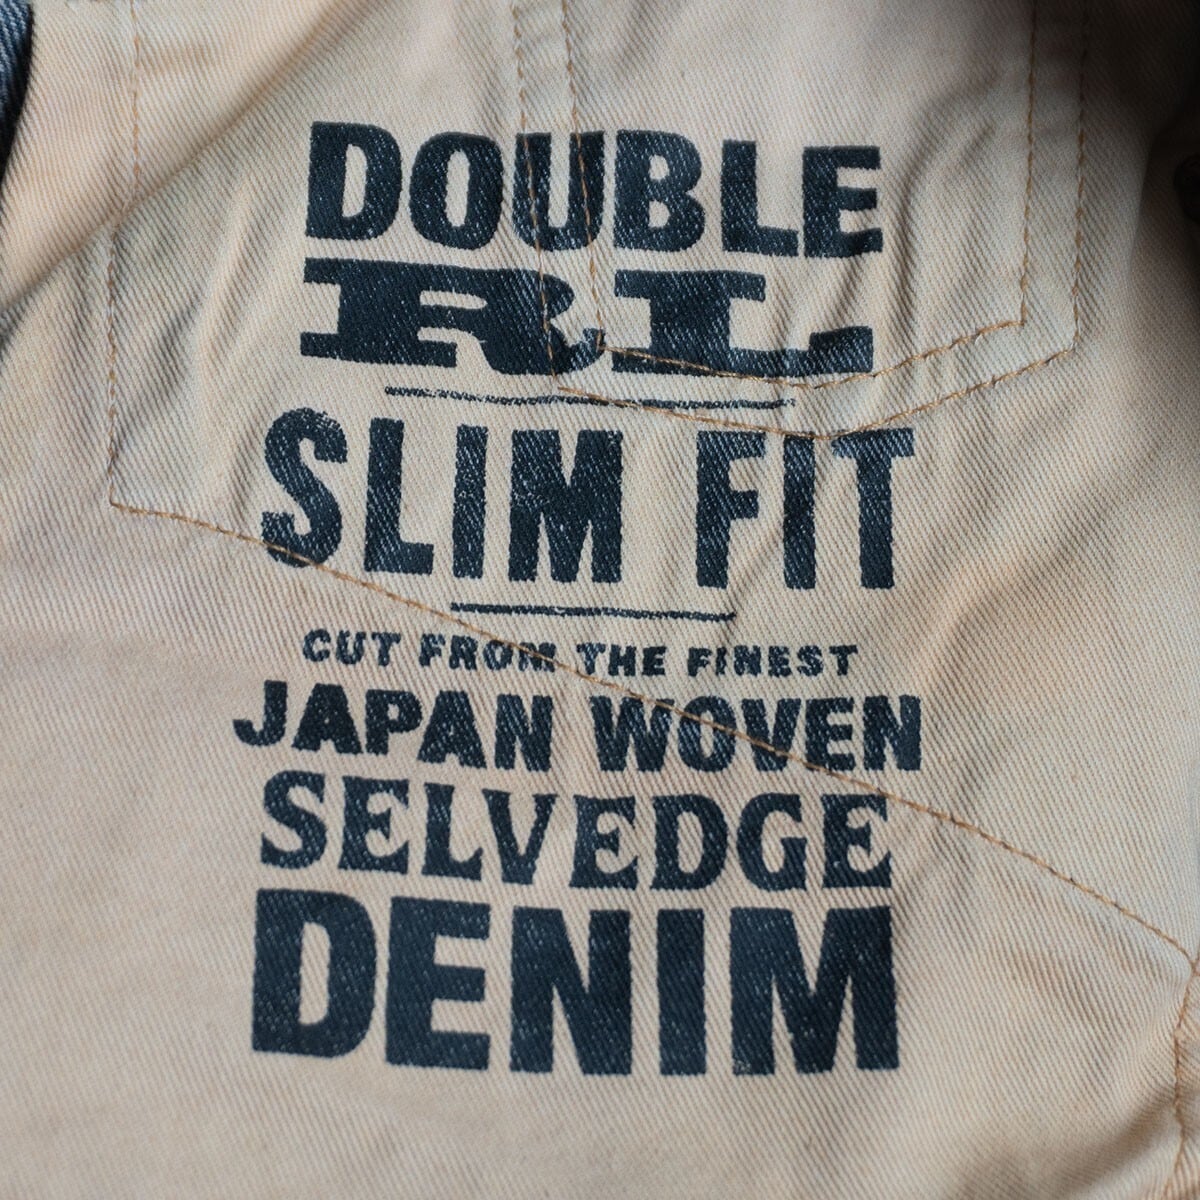 DOUBLE
RL
SLIM FIT
CUT FROM THE FINEST
JAPAN WOVEN
SELVEDGE
DENIM